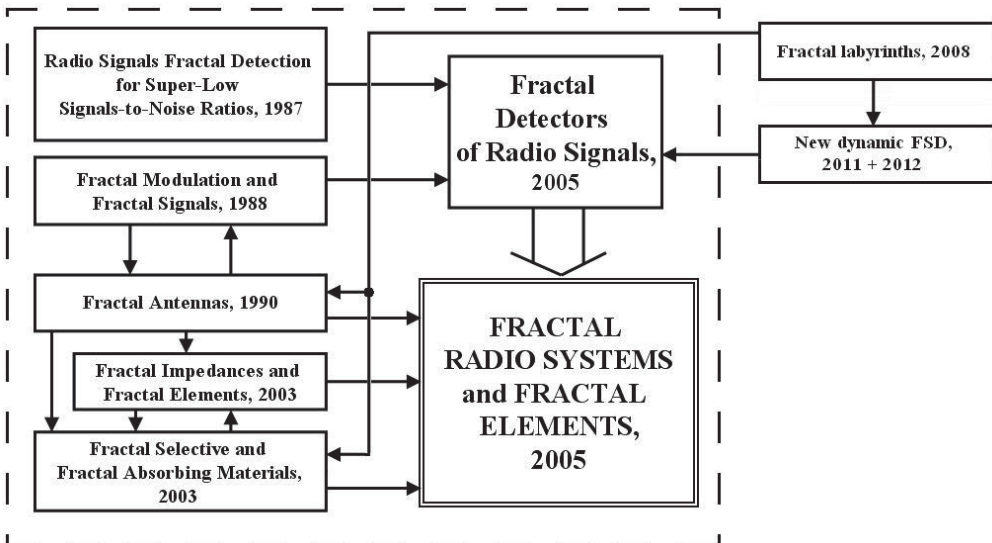 Radio Signals Fractal Detection
for Super-Low
Signals-to-Noise Ratios, 1987
Fractal Modulation and
Fractal Signals, 1988
Fractal Antennas, 1990
Fractal Impedances and
Fractal Elements, 2003
Fractal Selective and
Fractal Absorbing Materials,
2003
Fractal
Detectors
of Radio Signals,
2005
FRACTAL
RADIO SYSTEMS
and FRACTAL
ELEMENTS,
2005
Fractal labyrinths, 2008
New dynamic FSD,
2011 + 2012